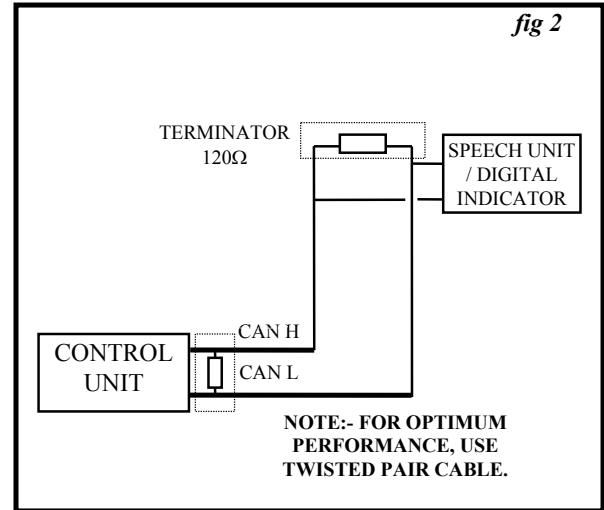 fig 2
TERMINATOR
120Ω
SPEECH UNIT
/ DIGITAL
INDICATOR
CAN H
CONTROL
UNIT
CAN L
NOTE:- FOR OPTIMUM
PERFORMANCE, USE
TWISTED PAIR CABLE.